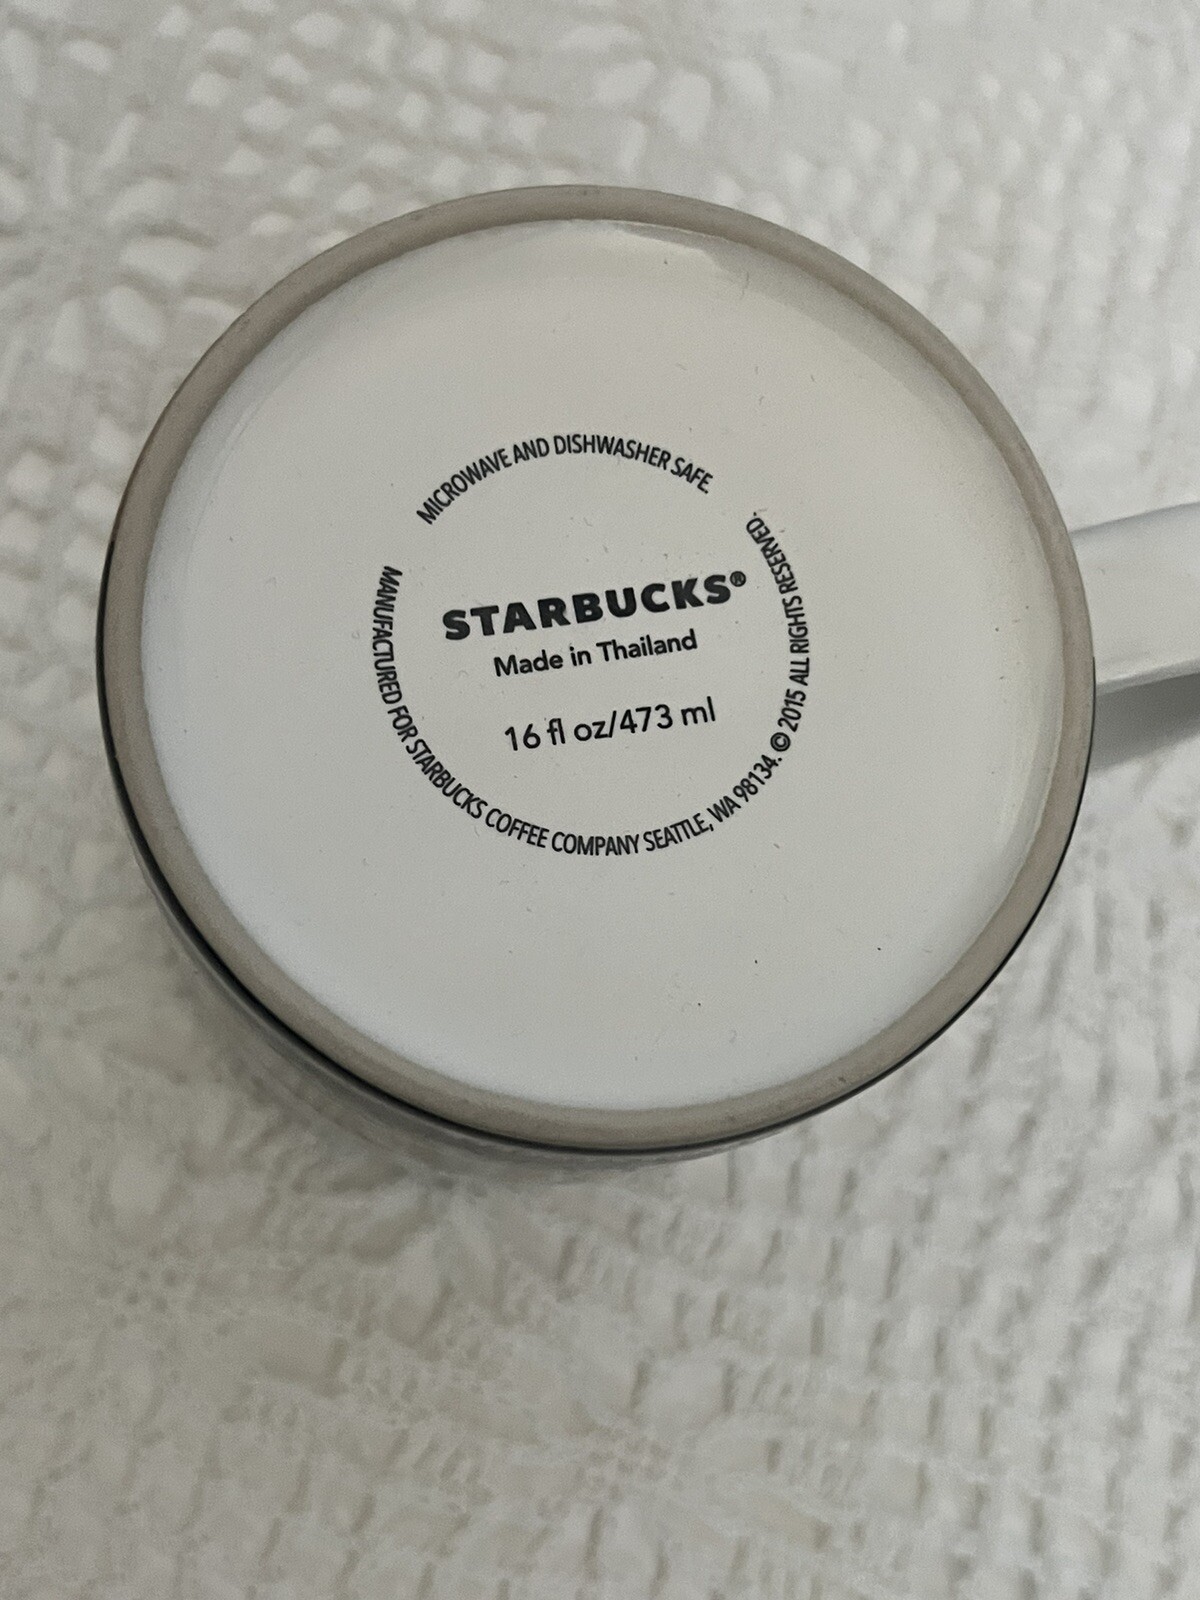 MICROWAVE AND DISHWASHER SAFE.
STARBUCKS®
Made in Thailand
16 fl oz/473 ml
MANUFACTURED FOR STARBUCKS COFFEE COMPANY SEATTLE, WA 98134. © 2015 ALL RIGHTS RESERVED.